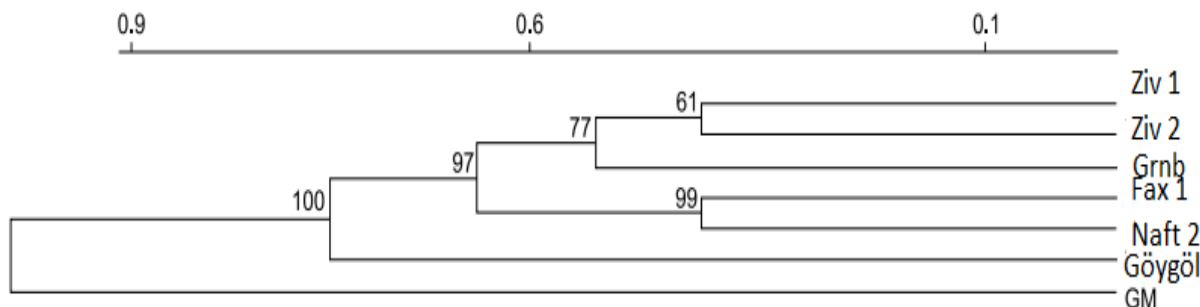 0.9 0.6 0.1
Ziv 1
61
Ziv 2
77
Grnb
97
Fax 1
99
100
Naft 2
Göygöl
GM